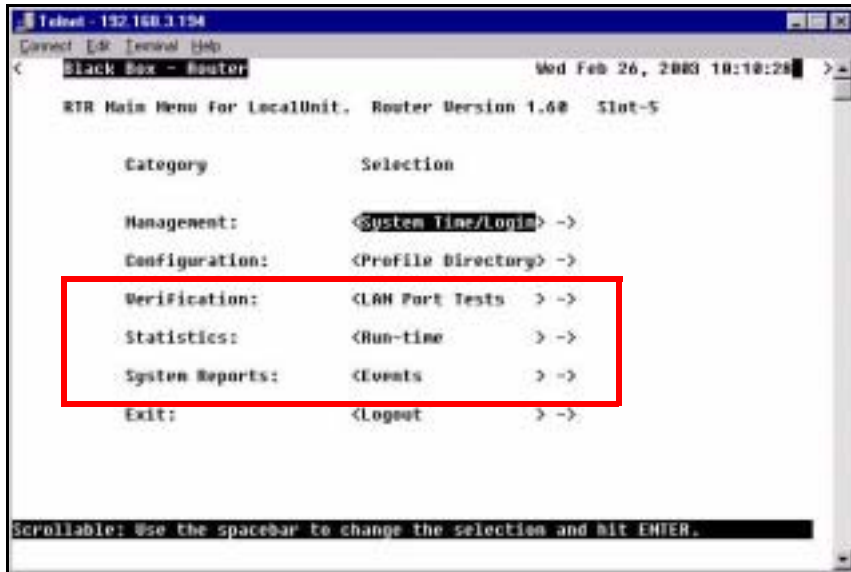 Telnet - 192.168.3.194
Connect Edit Terminal Help
< Black Box - Router Wed Feb 26, 2003 10:10:28 >
RTR Main Menu for LocalUnit. Router Version 1.60 Slot-5
Category Selection
Management: <System Time/Login> ->
Configuration: <Profile Directory> ->
Verification: <LAN Port Tests > ->
Statistics: <Run-time > ->
System Reports: <Events > ->
Exit: <Logout > ->
Scrollable: Use the spacebar to change the selection and hit ENTER.